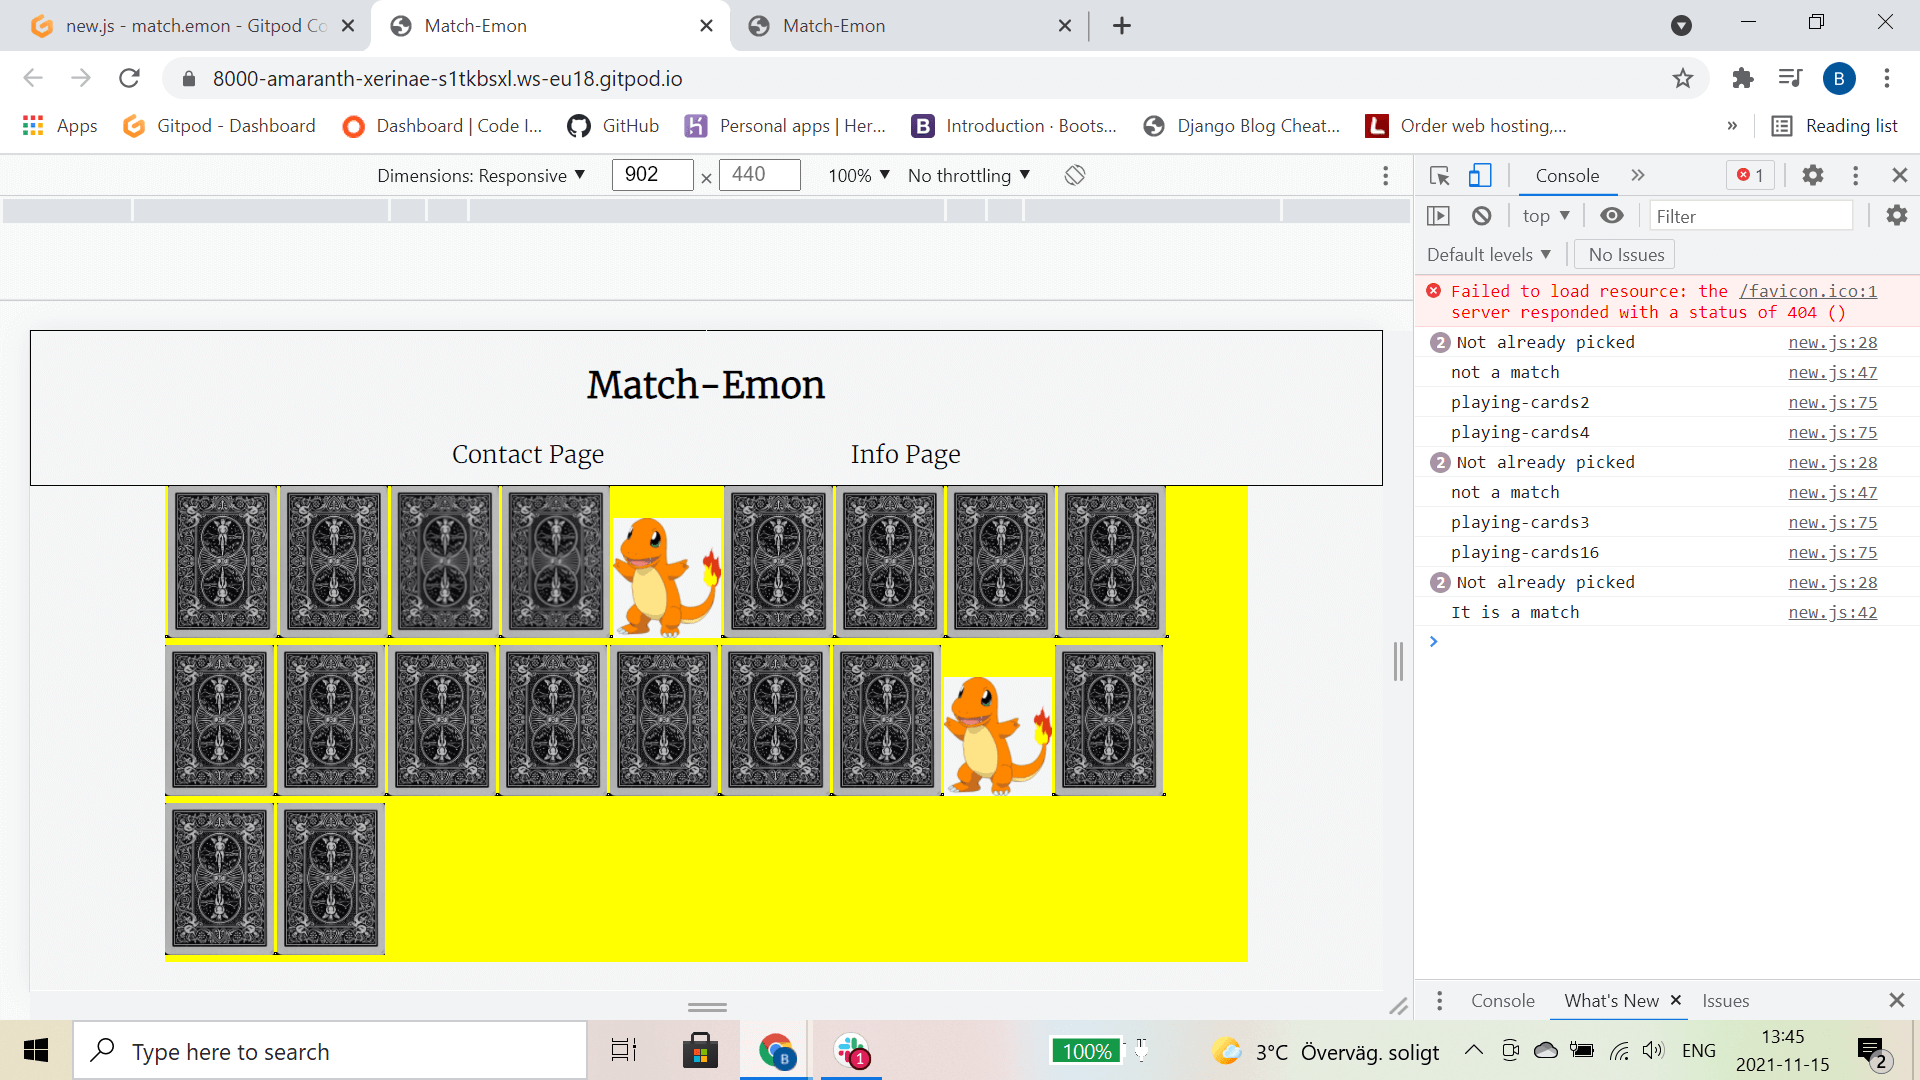 new.js - match.emon - Gitpod Co
Match-Emon
Match-Emon
8000-amaranth-xerinae-s1tkbsxl.ws-eu18.gitpod.io
B
Apps
Gitpod - Dashboard
Dashboard | Code I...
GitHub
Personal apps | Her...
B Introduction · Boots...
Django Blog Cheat...
L Order web hosting,...
»
Reading list
Dimensions: Responsive
902 × 440
100%
No throttling
Console
»
1
top
Filter
Default levels
No Issues
Failed to load resource: the /favicon.ico:1
server responded with a status of 404 ()
2 Not already picked new.js:28
not a match new.js:47
playing-cards2 new.js:75
playing-cards4 new.js:75
2 Not already picked new.js:28
not a match new.js:47
playing-cards3 new.js:75
playing-cards16 new.js:75
2 Not already picked new.js:28
It is a match new.js:42
Match-Emon
Contact Page
Info Page
Console
What's New
Issues
Type here to search
B
1
100%
3°C Överväg. soligt
ENG
13:45
2021-11-15
2